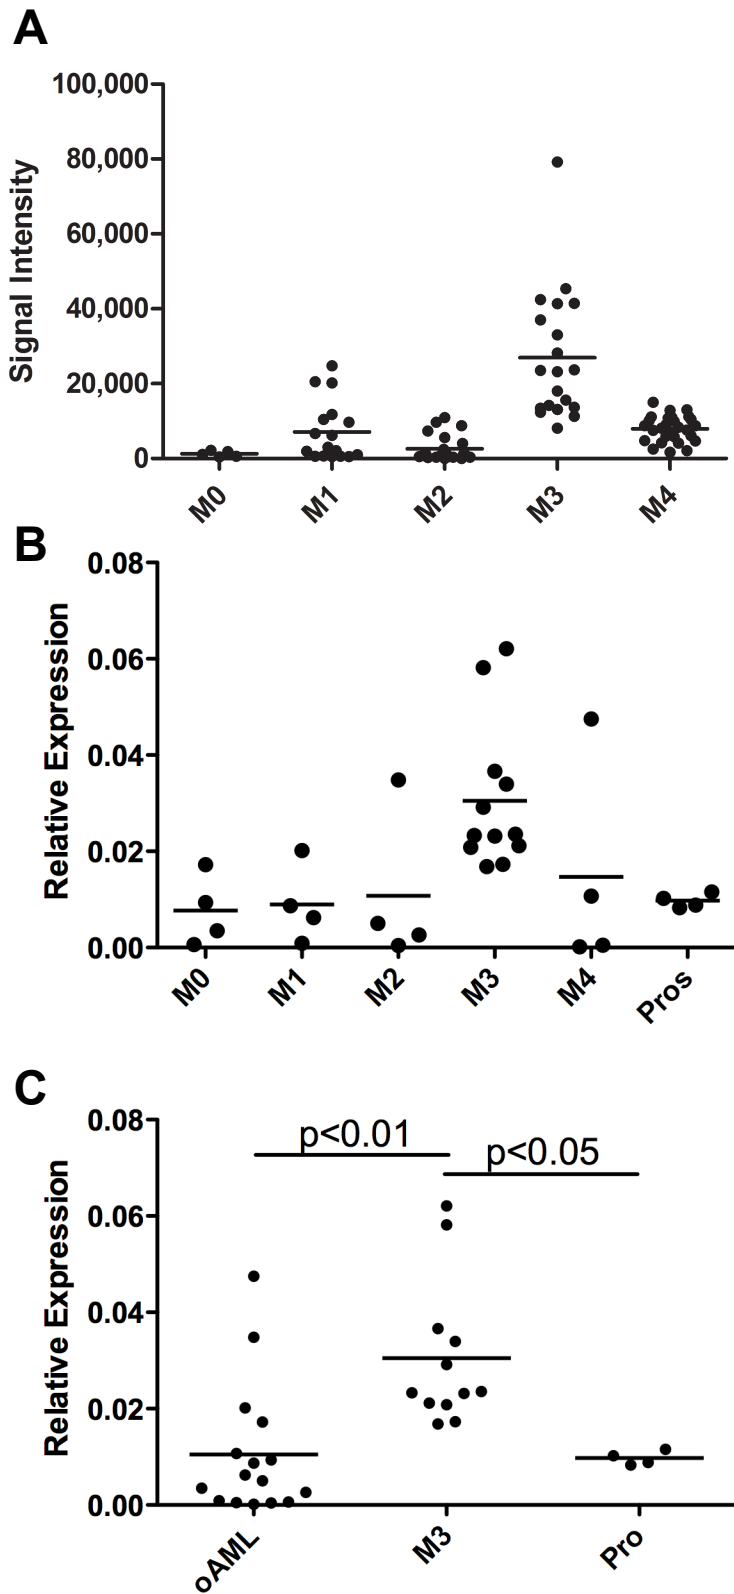 A
Signal Intensity
100,000
80,000
60,000
40,000
20,000
0
M0 M1 M2 M3 M4
B
Relative Expression
0.08
0.06
0.04
0.02
0.00
M0 M1 M2 M3 M4 Pros
C
Relative Expression
0.08
0.06
0.04
0.02
0.00
p<0.01
p<0.05
oAML M3 Pro